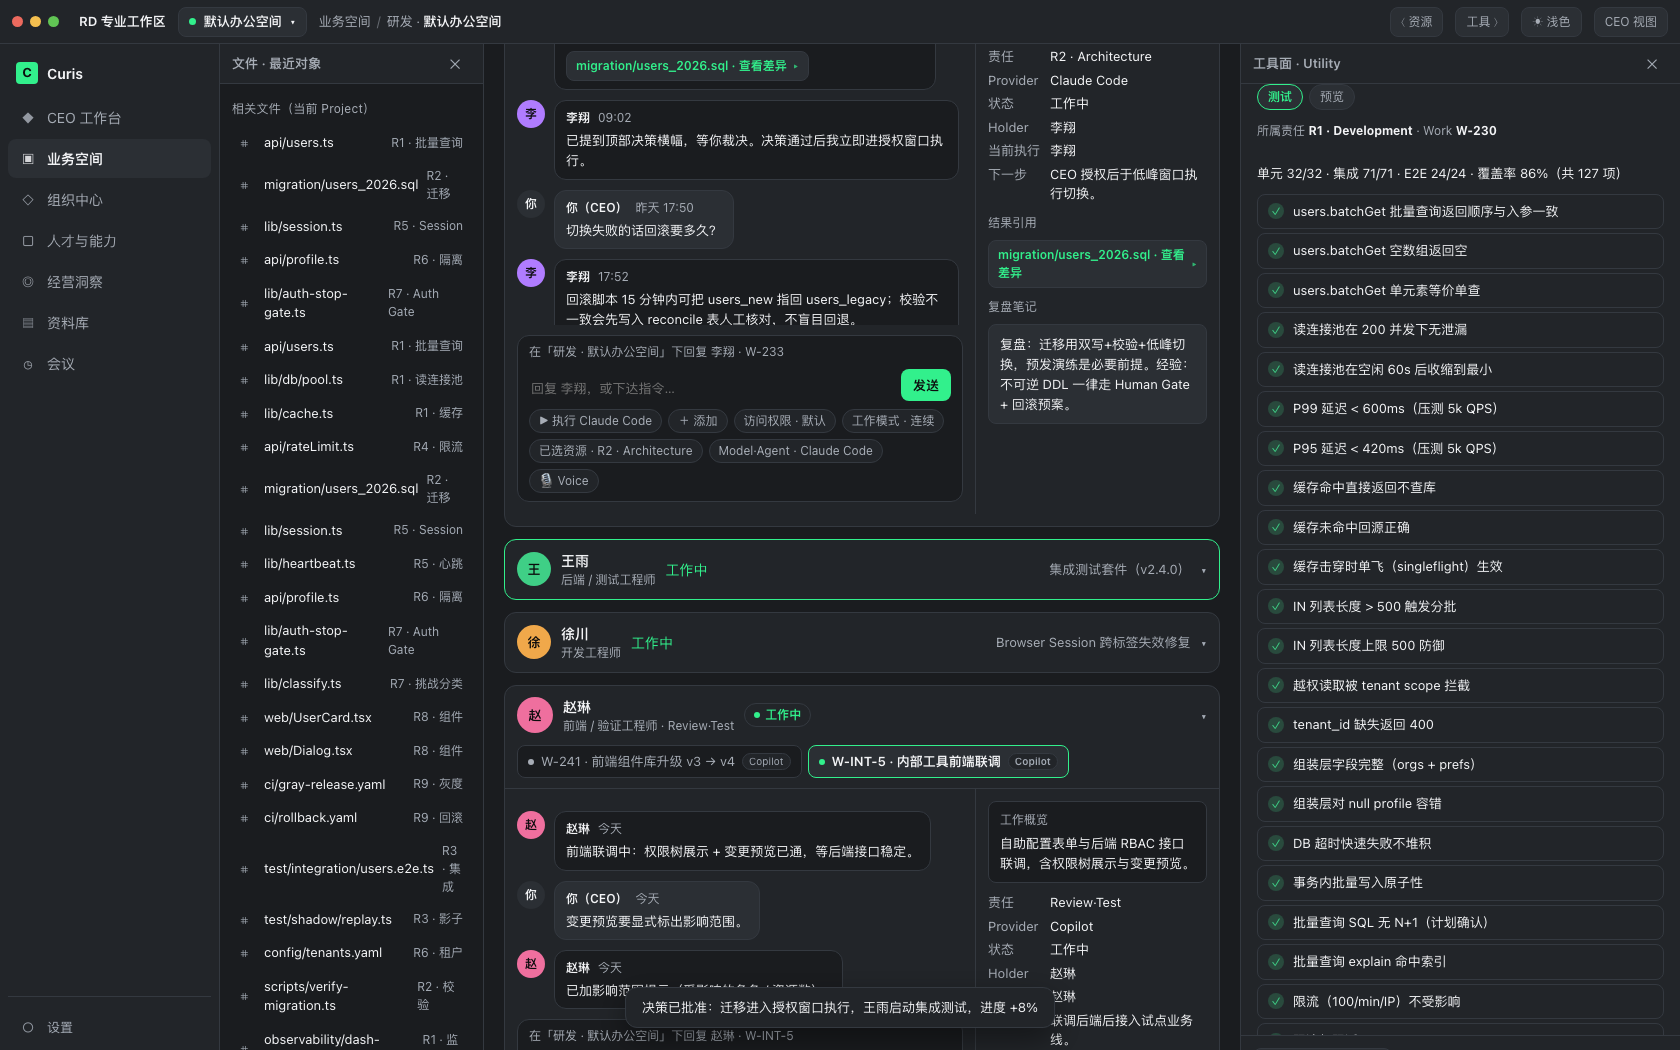 RD 专业工作区
默认办公空间
业务空间 / 研发 · 默认办公空间
资源
工具
浅色
CEO 视图
C
Curis
CEO 工作台
业务空间
组织中心
人才与能力
经营洞察
资料库
会议
设置
文件 · 最近对象
相关文件（当前 Project）
# api/users.ts R1 · 批量查询
# migration/users_2026.sql R2 ·
迁移
# lib/session.ts R5 · Session
# api/profile.ts R6 · 隔离
# lib/auth-stop-
gate.ts
R7 · Auth
Gate
# api/users.ts R1 · 批量查询
# lib/db/pool.ts R1 · 读连接池
# lib/cache.ts R1 · 缓存
# api/rateLimit.ts R4 · 限流
# migration/users_2026.sql R2 ·
迁移
# lib/session.ts R5 · Session
# lib/heartbeat.ts R5 · 心跳
# api/profile.ts R6 · 隔离
# lib/auth-stop-
gate.ts
R7 · Auth
Gate
# lib/classify.ts R7 · 挑战分类
# web/UserCard.tsx R8 · 组件
# web/Dialog.tsx R8 · 组件
# ci/gray-release.yaml R9 · 灰度
# ci/rollback.yaml R9 · 回滚
# test/integration/users.e2e.ts R3
· 集
成
# test/shadow/replay.ts R3 · 影子
# config/tenants.yaml R6 · 租户
# scripts/verify-
migration.ts
R2 · 校
验
observability/dash- R1 · 监
migration/users_2026.sql · 查看差异
李
李翔 09:02
已提到顶部决策横幅，等你裁决。决策通过后我立即进授权窗口执
行。
你
你（CEO） 昨天 17:50
切换失败的话回滚要多久？
李
李翔 17:52
回滚脚本 15 分钟内可把 users_new 指回 users_legacy；校验不
一致会先写入 reconcile 表人工核对，不盲目回退。
在「研发 · 默认办公空间」下回复 李翔 · W-233
回复 李翔，或下达指令…
发送
执行 Claude Code
＋ 添加
访问权限 · 默认
工作模式 · 连续
已选资源 · R2 · Architecture
Model·Agent · Claude Code
Voice
责任 R2 · Architecture
Provider Claude Code
状态 工作中
Holder 李翔
当前执行 李翔
下一步 CEO 授权后于低峰窗口执
行切换。
结果引用
migration/users_2026.sql · 查看
差异
复盘笔记
复盘：迁移用双写+校验+低峰切
换，预发演练是必要前提。经验：
不可逆 DDL 一律走 Human Gate
+ 回滚预案。
王
王雨
后端 / 测试工程师
工作中
集成测试套件（v2.4.0）
徐
徐川
开发工程师
工作中
Browser Session 跨标签失效修复
赵
赵琳
前端 / 验证工程师 · Review·Test
工作中
W-241 · 前端组件库升级 v3 → v4 Copilot
W-INT-5 · 内部工具前端联调 Copilot
赵
赵琳 今天
前端联调中：权限树展示 + 变更预览已通，等后端接口稳定。
你
你（CEO） 今天
变更预览要显式标出影响范围。
赵
赵琳 今天
已加影响范
在「研发 · 默认办公空间」下回复 赵琳 · W-INT-5
工作概览
自助配置表单与后端 RBAC 接口
联调，含权限树展示与变更预览。
责任 Review·Test
Provider Copilot
状态 工作中
Holder 赵琳
赵琳
联调后端后接入试点业务
线。
决策已批准：迁移进入授权窗口执行，王雨启动集成测试，进度 +8%
工具面 · Utility
测试
预览
所属责任 R1 · Development · Work W-230
单元 32/32 · 集成 71/71 · E2E 24/24 · 覆盖率 86%（共 127 项）
users.batchGet 批量查询返回顺序与入参一致
users.batchGet 空数组返回空
users.batchGet 单元素等价单查
读连接池在 200 并发下无泄漏
读连接池在空闲 60s 后收缩到最小
P99 延迟 < 600ms（压测 5k QPS）
P95 延迟 < 420ms（压测 5k QPS）
缓存命中直接返回不查库
缓存未命中回源正确
缓存击穿时单飞（singleflight）生效
IN 列表长度 > 500 触发分批
IN 列表长度上限 500 防御
越权读取被 tenant scope 拦截
tenant_id 缺失返回 400
组装层字段完整（orgs + prefs）
组装层对 null profile 容错
DB 超时快速失败不堆积
事务内批量写入原子性
批量查询 SQL 无 N+1（计划确认）
批量查询 explain 命中索引
限流（100/min/IP）不受影响